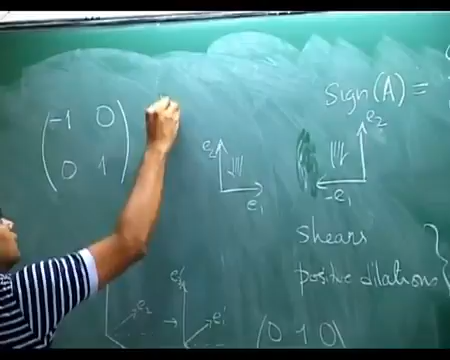 Sign(A) =
-1 0
0 1
e2
e1
e2
-e1
shears
positive dilations
e2
e1'
(0 1 0)